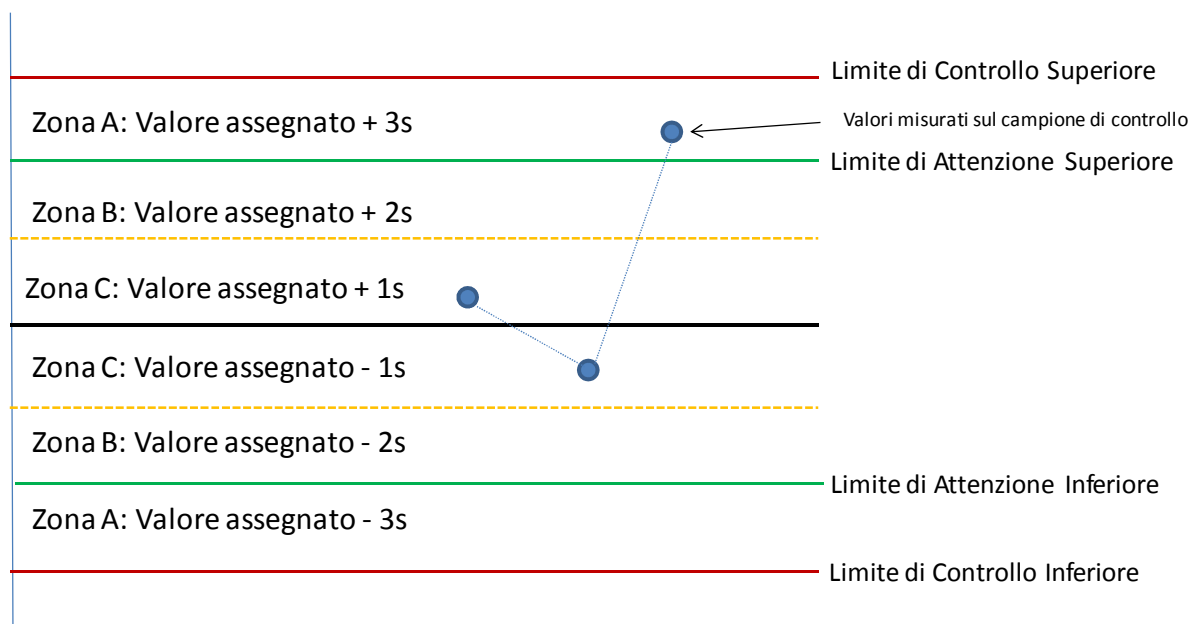 Limite di Controllo Superiore
Zona A: Valore assegnato + 3s
Valori misurati sul campione di controllo
Limite di Attenzione Superiore
Zona B: Valore assegnato + 2s
Zona C: Valore assegnato + 1s
Zona C: Valore assegnato - 1s
Zona B: Valore assegnato - 2s
Limite di Attenzione Inferiore
Zona A: Valore assegnato - 3s
Limite di Controllo Inferiore